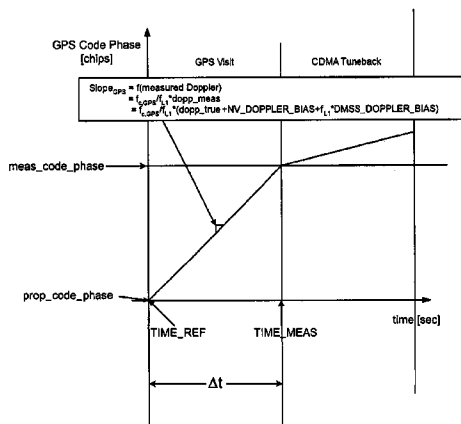 GPS Code Phase
[chips]
GPS Visit
CDMA Tuneback
Slope_GPS = f(measured Doppler)
= f_c,GPS/f_L1*dopp_meas
= f_c,GPS/f_L1*(dopp_true+NV_DOPPLER_BIAS+f_L1*DMSS_DOPPLER_BIAS)
meas_code_phase
prop_code_phase
time [sec]
TIME_REF
TIME_MEAS
Δt